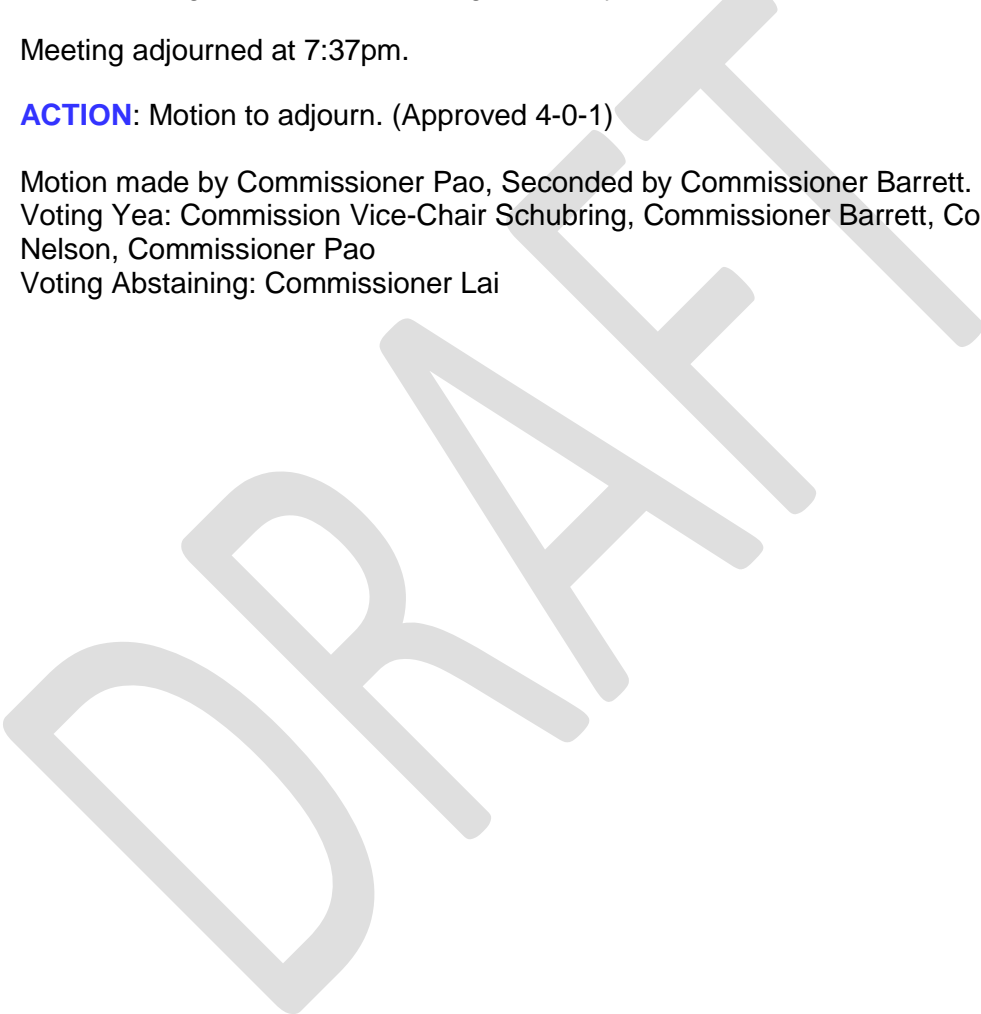 Meeting adjourned at 7:37pm.
ACTION: Motion to adjourn. (Approved 4-0-1)
Motion made by Commissioner Pao, Seconded by Commissioner Barrett.
Voting Yea: Commission Vice-Chair Schubring, Commissioner Barrett, Co
Nelson, Commissioner Pao
Voting Abstaining: Commissioner Lai
DRAFT